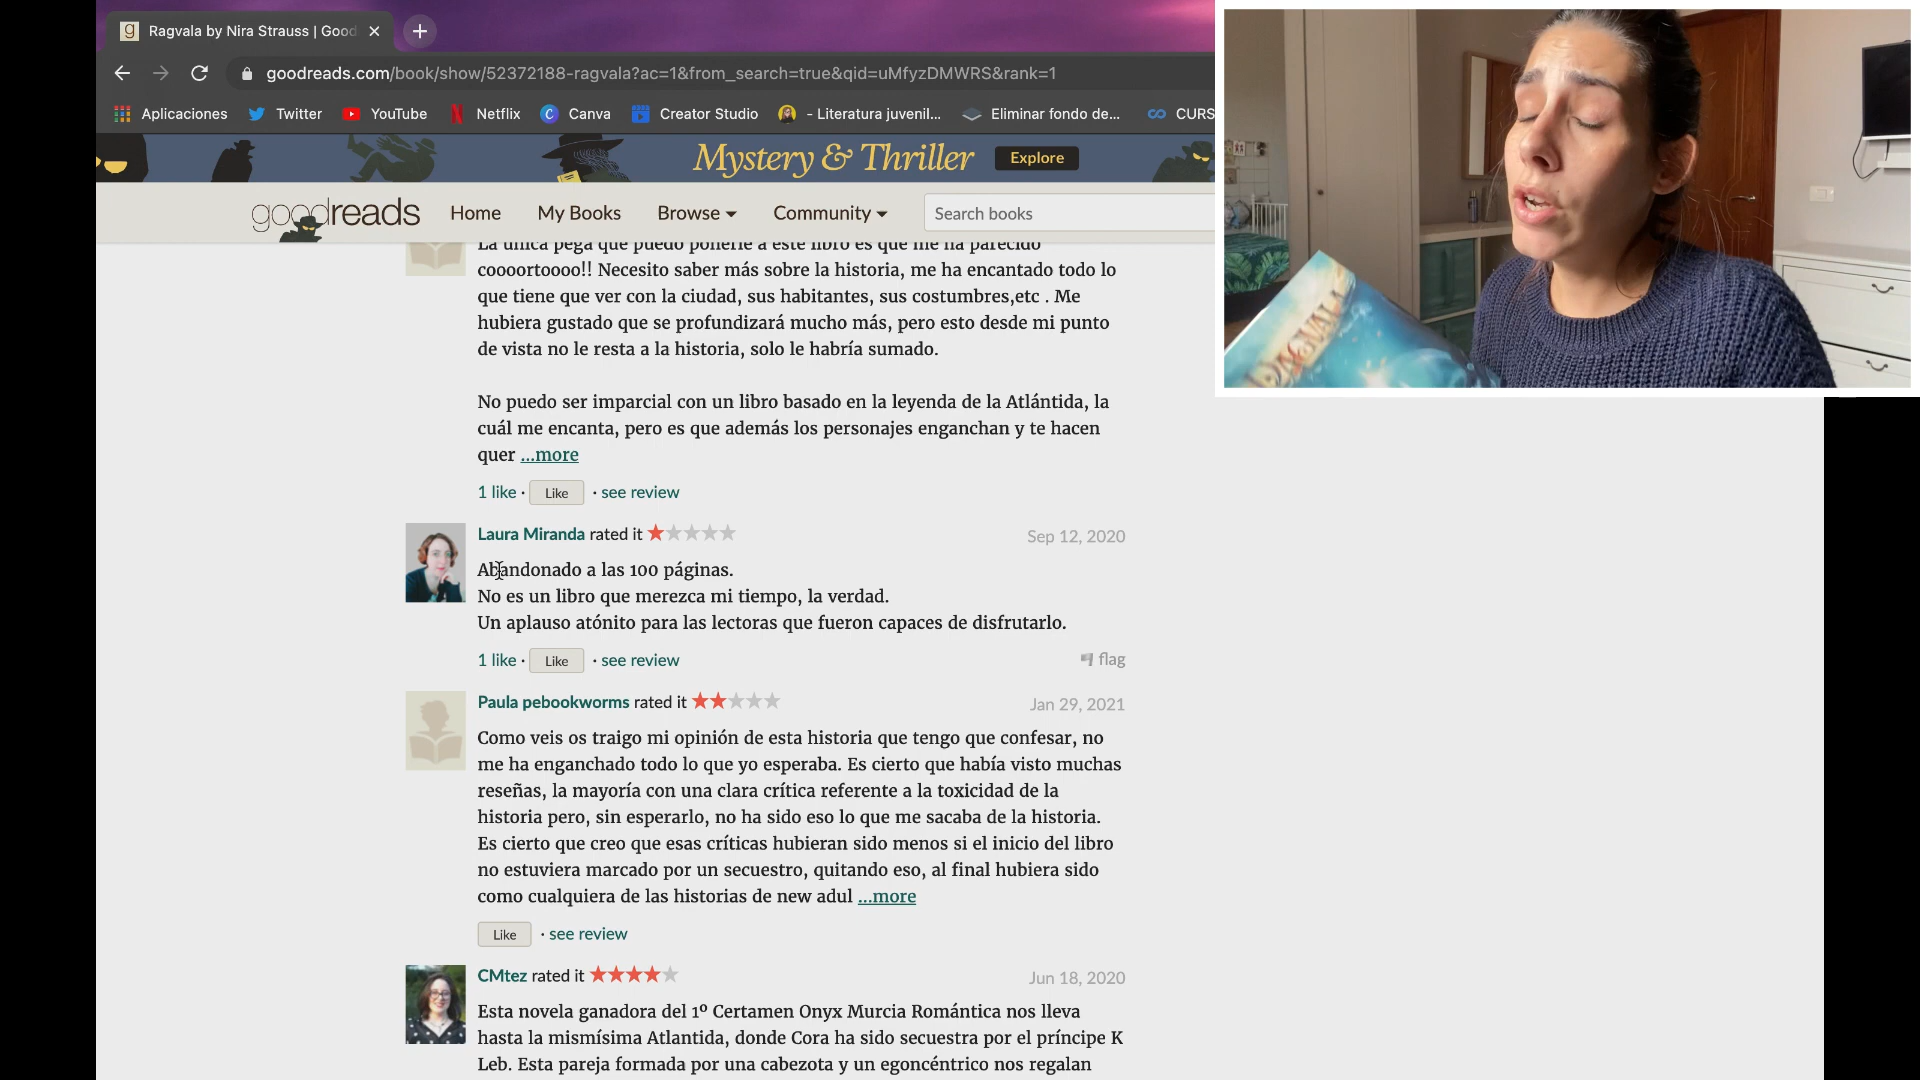 Ragvala by Nira Strauss | Good
goodreads.com/book/show/52372188-ragvala?ac=1&from_search=true&qid=uMfyzDMWRS&rank=1
Aplicaciones Twitter YouTube Netflix Canva Creator Studio - Literatura juvenil... Eliminar fondo de... CURS
Mystery & Thriller Explore
goodreads Home My Books Browse Community Search books
La única pega que puedo ponerle a este libro es que me ha parecido
coooortoooo!! Necesito saber más sobre la historia, me ha encantado todo lo
que tiene que ver con la ciudad, sus habitantes, sus costumbres,etc . Me
hubiera gustado que se profundizará mucho más, pero esto desde mi punto
de vista no le resta a la historia, solo le habría sumado.
No puedo ser imparcial con un libro basado en la leyenda de la Atlántida, la
cuál me encanta, pero es que además los personajes enganchan y te hacen
quer ...more
1 like · Like · see review
Laura Miranda rated it Sep 12, 2020
Abandonado a las 100 páginas.
No es un libro que merezca mi tiempo, la verdad.
Un aplauso atónito para las lectoras que fueron capaces de disfrutarlo.
1 like · Like · see review flag
Paula pebookworms rated it Jan 29, 2021
Como veis os traigo mi opinión de esta historia que tengo que confesar, no
me ha enganchado todo lo que yo esperaba. Es cierto que había visto muchas
reseñas, la mayoría con una clara crítica referente a la toxicidad de la
historia pero, sin esperarlo, no ha sido eso lo que me sacaba de la historia.
Es cierto que creo que esas críticas hubieran sido menos si el inicio del libro
no estuviera marcado por un secuestro, quitando eso, al final hubiera sido
como cualquiera de las historias de new adul ...more
Like · see review
CMtez rated it Jun 18, 2020
Esta novela ganadora del 1º Certamen Onyx Murcia Romántica nos lleva
hasta la mismísima Atlantida, donde Cora ha sido secuestra por el príncipe K
Leb. Esta pareja formada por una cabezota y un egoncéntrico nos regalan
RAGVALA